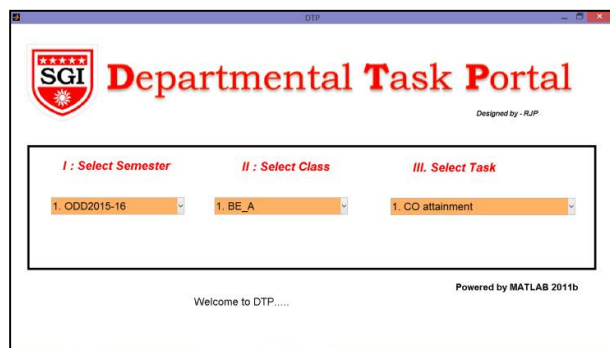 DTP
SGI
Departmental Task Portal
Designed by - RJP
I : Select Semester II : Select Class III. Select Task
1. ODD2015-16 1. BE_A 1. CO attainment
Powered by MATLAB 2011b
Welcome to DTP.....